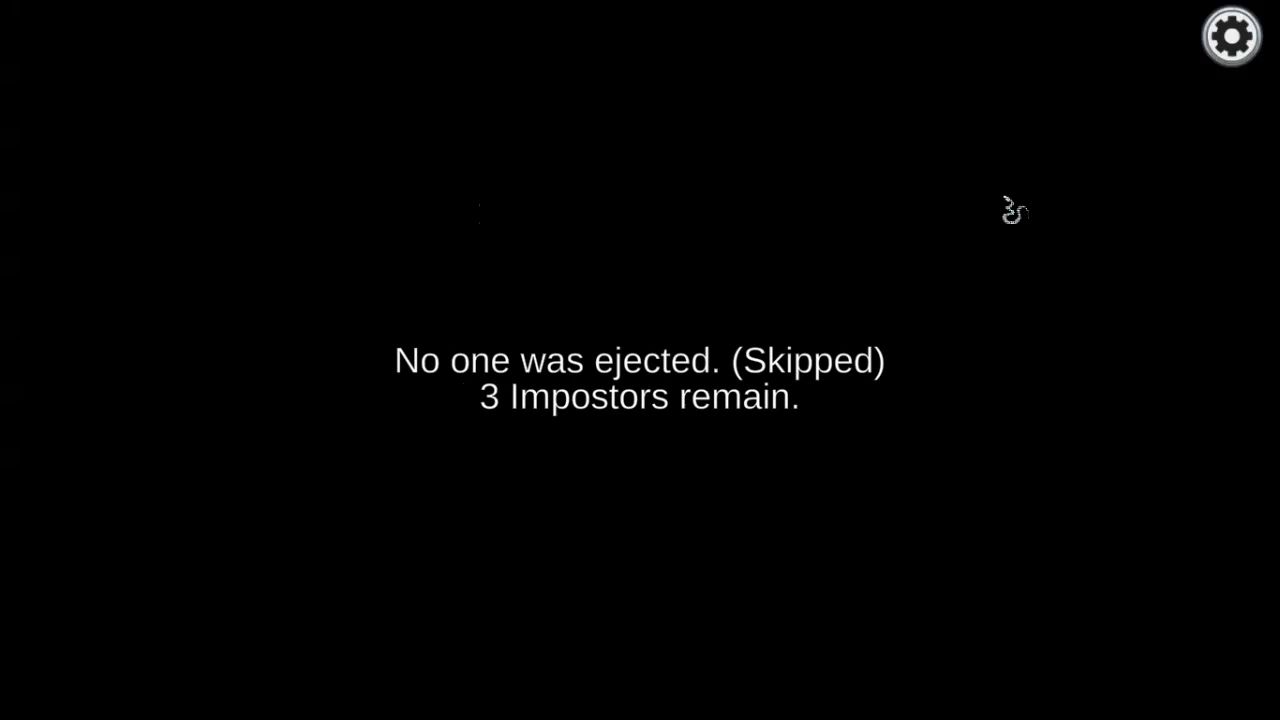 No one was ejected. (Skipped)
3 Impostors remain.